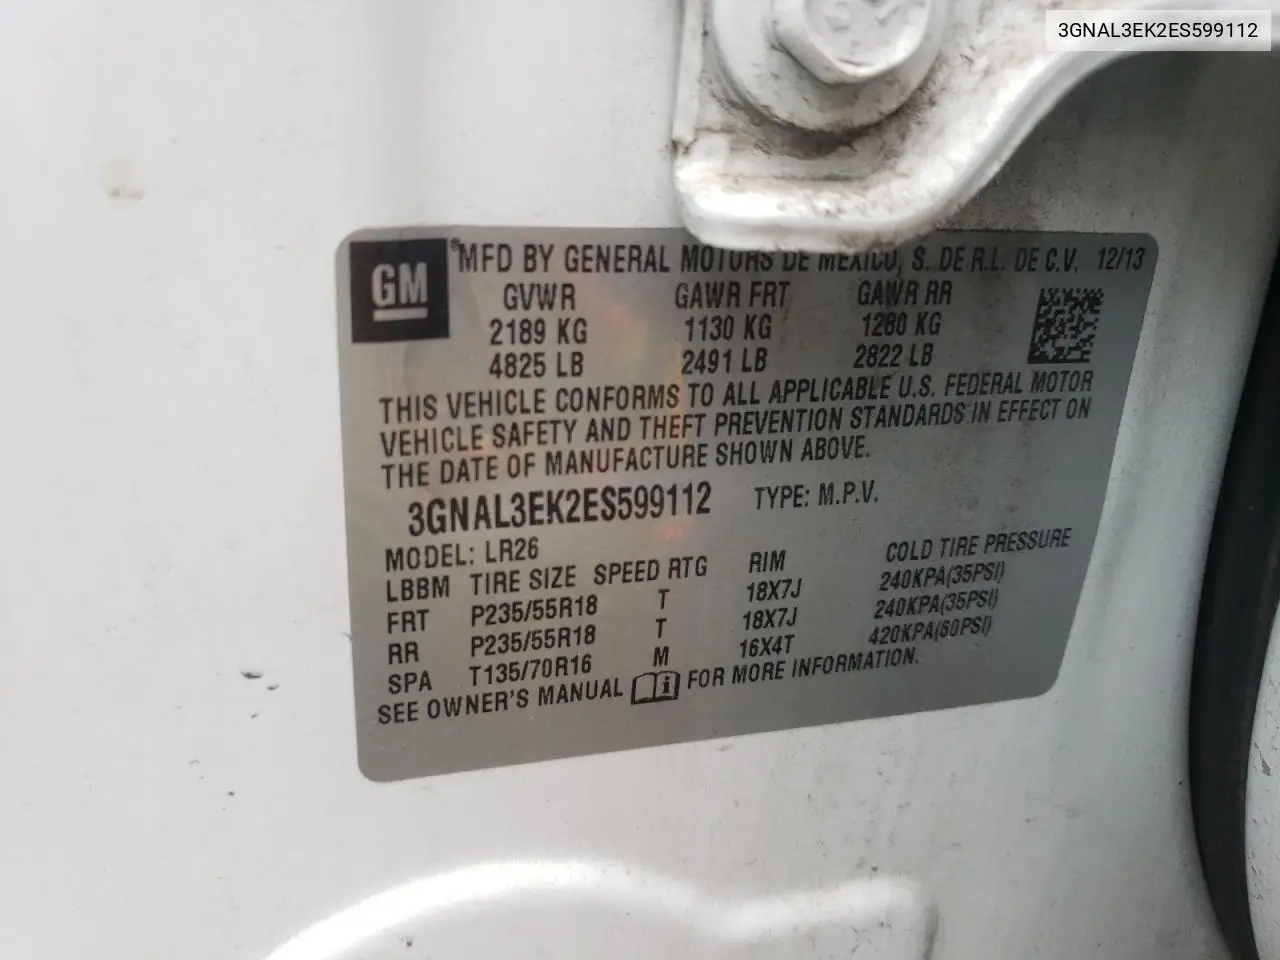 3GNAL3EK2ES599112
GM
® MFD BY GENERAL MOTORS DE MEXICO, S. DE R.L. DE C.V. 12/13
GVWR GAWR FRT GAWR RR
2189 KG 1130 KG 1280 KG
4825 LB 2491 LB 2822 LB
THIS VEHICLE CONFORMS TO ALL APPLICABLE U.S. FEDERAL MOTOR
VEHICLE SAFETY AND THEFT PREVENTION STANDARDS IN EFFECT ON
THE DATE OF MANUFACTURE SHOWN ABOVE.
3GNAL3EK2ES599112 TYPE: M.P.V.
MODEL: LR26
LBBM TIRE SIZE SPEED RTG RIM COLD TIRE PRESSURE
FRT P235/55R18 T 18X7J 240KPA(35PSI)
RR P235/55R18 T 18X7J 240KPA(35PSI)
SPA T135/70R16 M 16X4T 420KPA(60PSI)
SEE OWNER'S MANUAL FOR MORE INFORMATION.